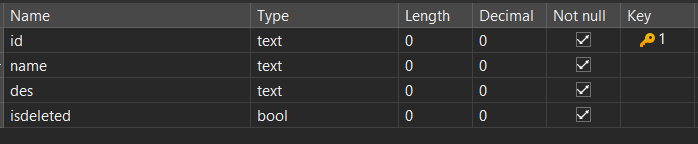 Name Type Length Decimal Not null Key
id text 0 0 1
name text 0 0
des text 0 0
isdeleted bool 0 0